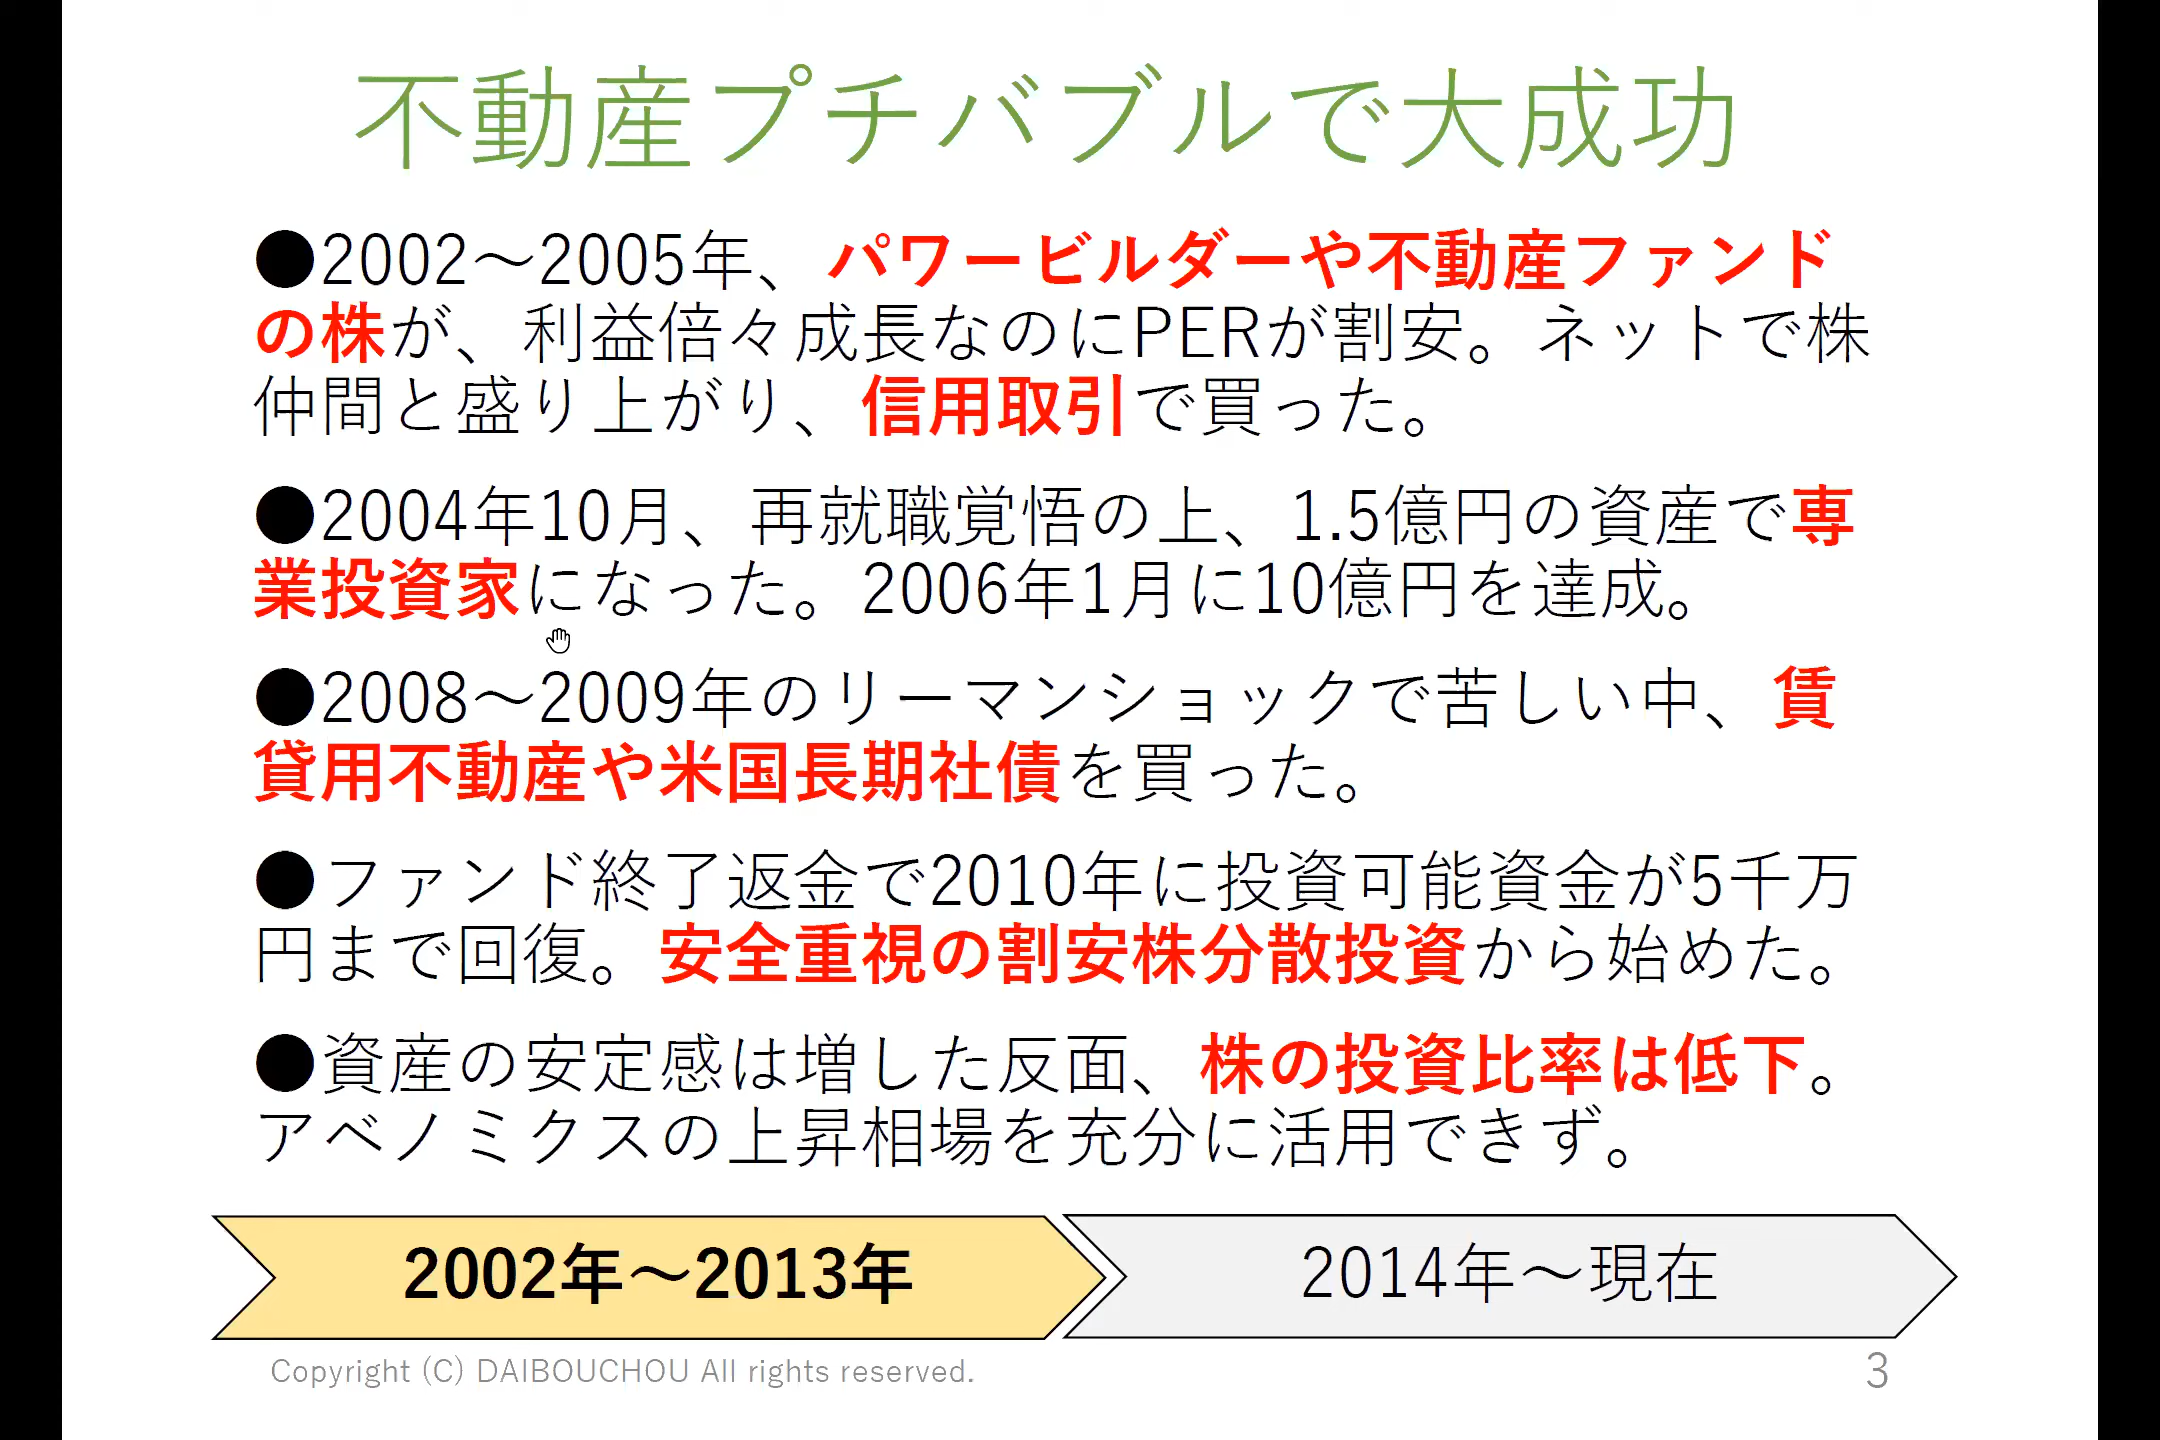 不動産プチバブルで大成功
●2002～2005年、パワービルダーや不動産ファンド
の株が、利益倍々成長なのにPERが割安。ネットで株
仲間と盛り上がり、信用取引で買った。
●2004年10月、再就職覚悟の上、1.5億円の資産で専
業投資家になった。2006年1月に10億円を達成。
●2008～2009年のリーマンショックで苦しい中、賃
貸用不動産や米国長期社債を買った。
●ファンド終了返金で2010年に投資可能資金が5千万
円まで回復。安全重視の割安株分散投資から始めた。
●資産の安定感は増した反面、株の投資比率は低下。
アベノミクスの上昇相場を充分に活用できず。
2002年～2013年
2014年～現在
Copyright (C) DAIBOUCHOU All rights reserved.
3